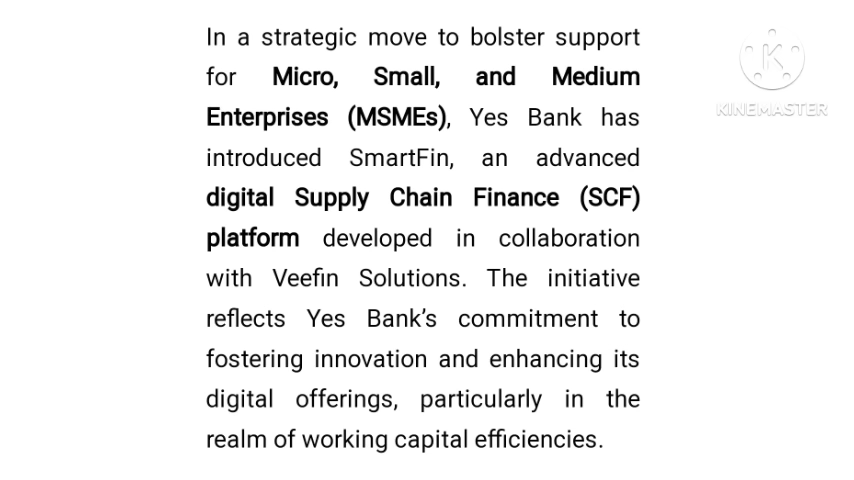 In a strategic move to bolster support
for Micro, Small, and Medium
Enterprises (MSMEs), Yes Bank has
introduced SmartFin, an advanced
digital Supply Chain Finance (SCF)
platform developed in collaboration
with Veefin Solutions. The initiative
reflects Yes Bank’s commitment to
fostering innovation and enhancing its
digital offerings, particularly in the
realm of working capital efficiencies.
K
KINEMASTER